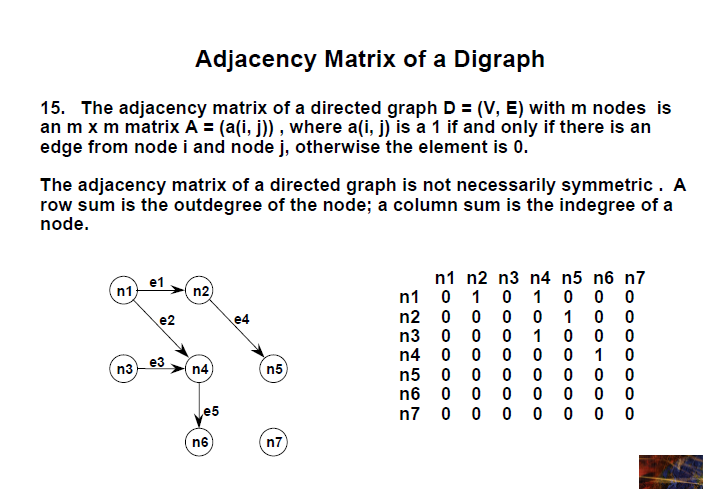 Adjacency Matrix of a Digraph
15. The adjacency matrix of a directed graph D = (V, E) with m nodes is
an m x m matrix A = (a(i, j)) , where a(i, j) is a 1 if and only if there is an
edge from node i and node j, otherwise the element is 0.
The adjacency matrix of a directed graph is not necessarily symmetric . A
row sum is the outdegree of the node; a column sum is the indegree of a
node.
n1 e1 n2
e2 e4
n3 e3 n4 n5
e5
n6 n7
n1 n2 n3 n4 n5 n6 n7
n1 0 1 0 1 0 0 0
n2 0 0 0 0 1 0 0
n3 0 0 0 1 0 0 0
n4 0 0 0 0 0 1 0
n5 0 0 0 0 0 0 0
n6 0 0 0 0 0 0 0
n7 0 0 0 0 0 0 0